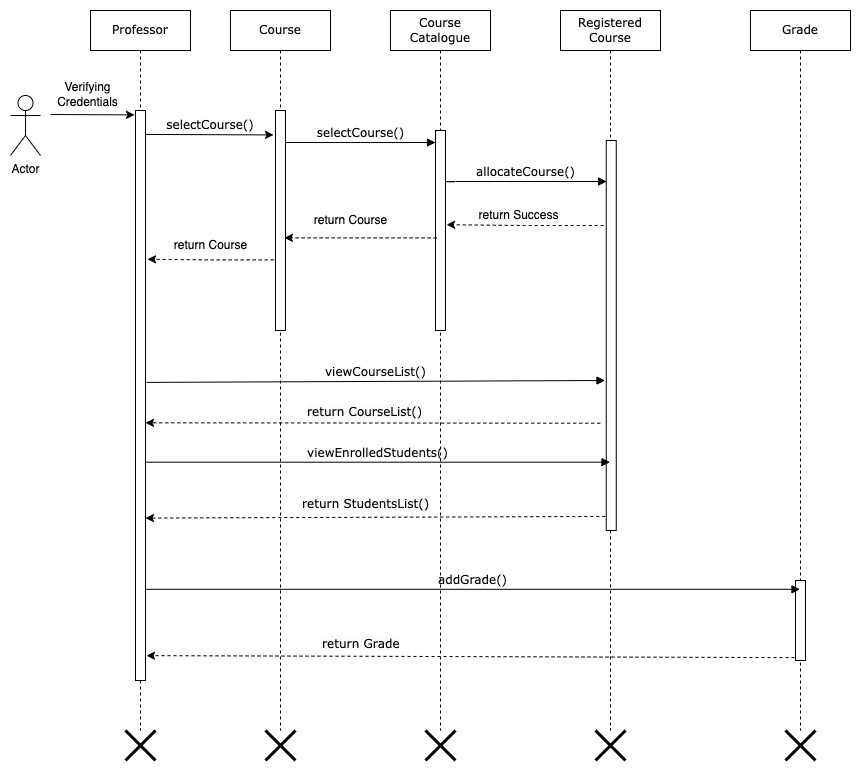 Professor
Course
Course
Catalogue
Registered
Course
Grade
Verifying
Credentials
Actor
selectCourse()
selectCourse()
allocateCourse()
return Success
return Course
return Course
viewCourseList()
return CourseList()
viewEnrolledStudents()
return StudentsList()
addGrade()
return Grade